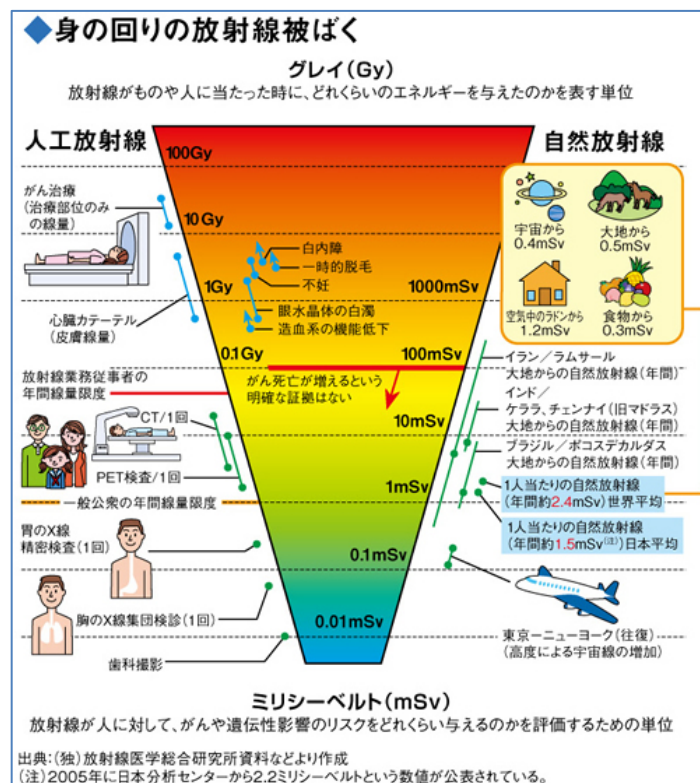 ◆身の回りの放射線被ばく
グレイ(Gy)
放射線がものや人に当たった時に、どれくらいのエネルギーを与えたのかを表す単位
人工放射線
自然放射線
100Gy
10Gy
1Gy
0.1Gy
1000mSv
100mSv
10mSv
1mSv
0.1mSv
0.01mSv
がん治療
(治療部位のみ
の線量)
心臓カテーテル
(皮膚線量)
放射線業務従事者の
年間線量限度
CT/1回
PET検査/1回
一般公衆の年間線量限度
胃のX線
精密検査(1回)
胸のX線集団検診(1回)
歯科撮影
白内障
一時的脱毛
不妊
眼水晶体の白濁
造血系の機能低下
がん死亡が増えるという
明確な証拠はない
宇宙から
0.4mSv
大地から
0.5mSv
空気中のラドンから
1.2mSv
食物から
0.3mSv
イラン/ラムサール
大地からの自然放射線(年間)
インド/
ケララ、チェンナイ(旧マドラス)
大地からの自然放射線(年間)
ブラジル/ポコスデカルダス
大地からの自然放射線(年間)
1人当たりの自然放射線
(年間約2.4mSv)世界平均
1人当たりの自然放射線
(年間約1.5mSv(注))日本平均
東京ーニューヨーク(往復)
(高度による宇宙線の増加)
ミリシーベルト(mSv)
放射線が人に対して、がんや遺伝性影響のリスクをどれくらい与えるのかを評価するための単位
出典:(独)放射線医学総合研究所資料などより作成
(注)2005年に日本分析センターから2.2ミリシーベルトという数値が公表されている。